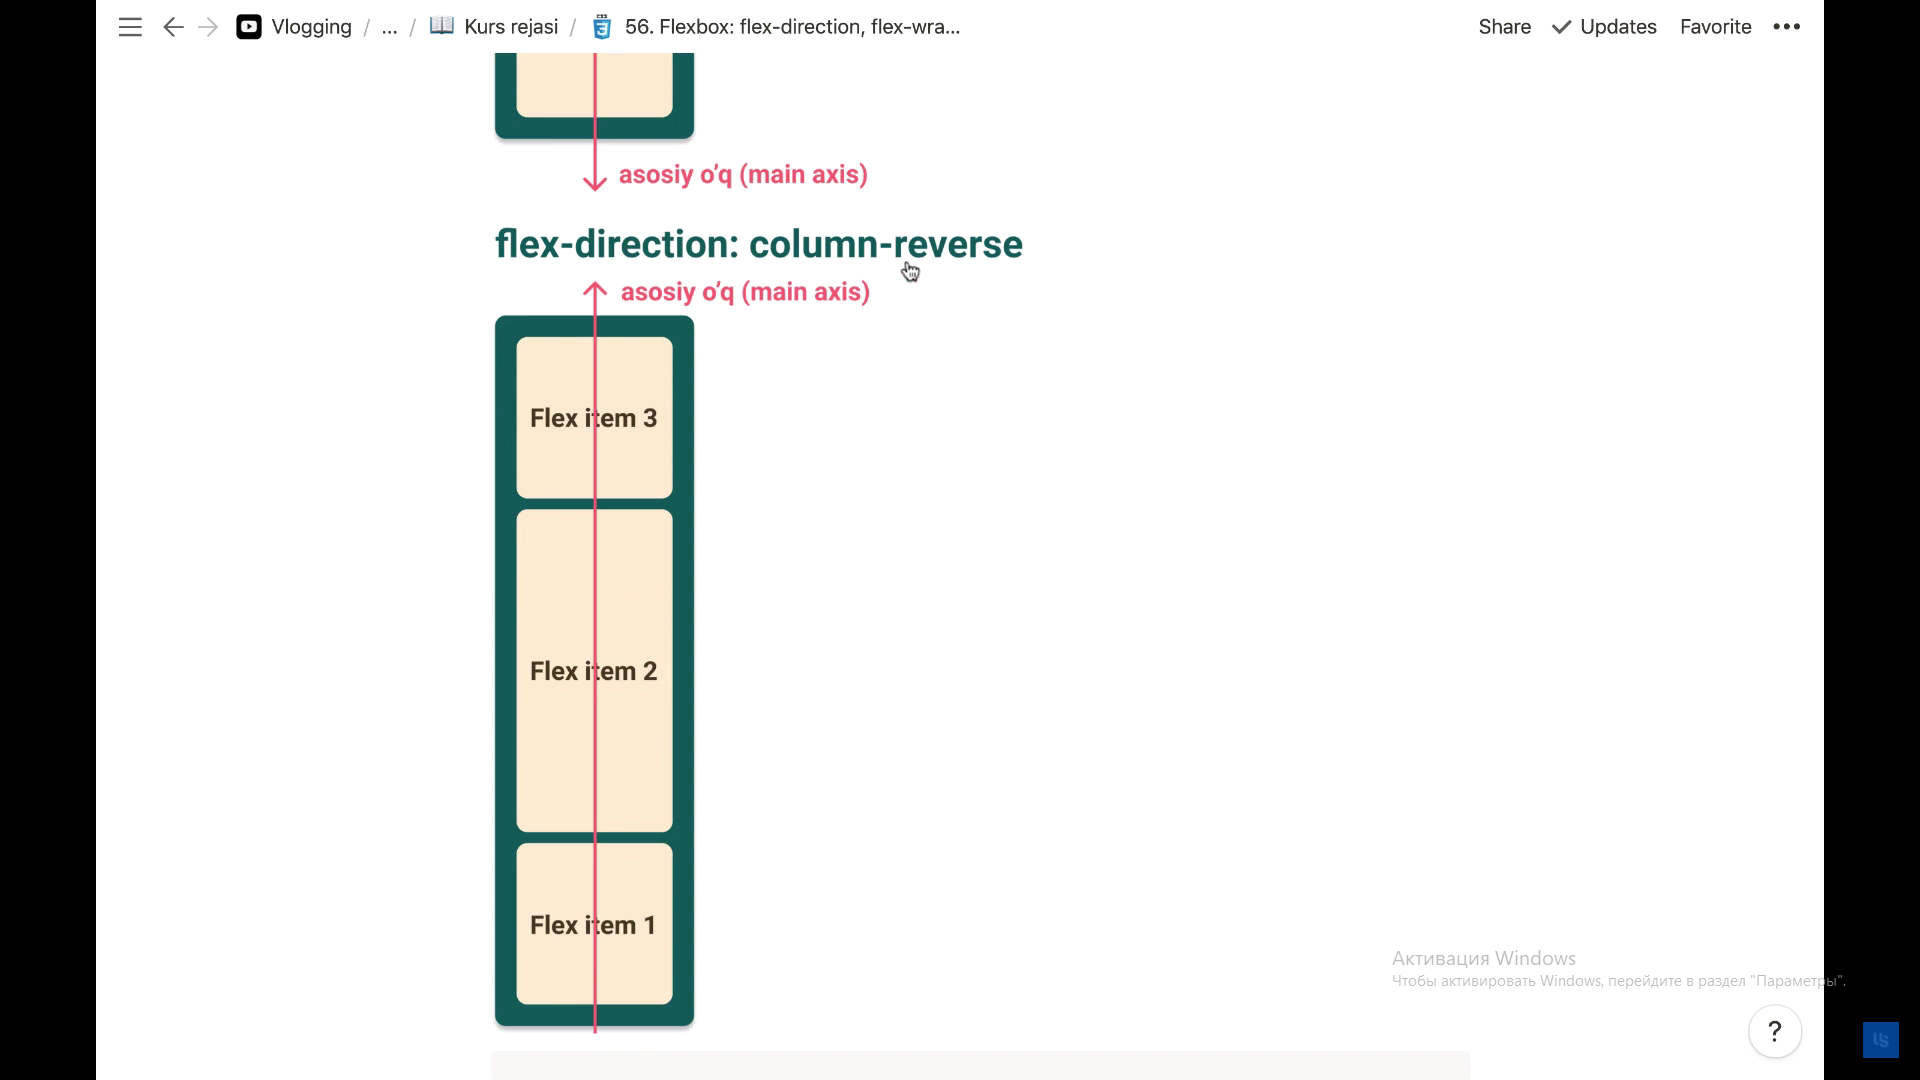 Vlogging / ... / Kurs rejasi / 56. Flexbox: flex-direction, flex-wra...
Share Updates Favorite
asosiy o’q (main axis)
flex-direction: column-reverse
asosiy o’q (main axis)
Flex item 3
Flex item 2
Flex item 1
Активация Windows
Чтобы активировать Windows, перейдите в раздел "Параметры".
?
US